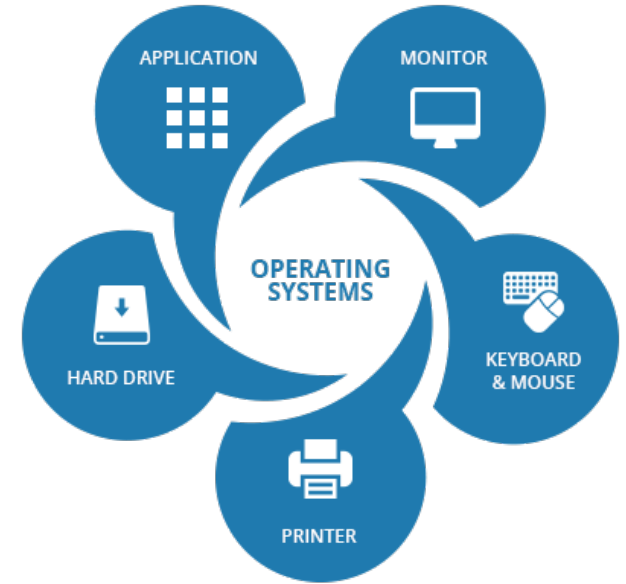 APPLICATION
MONITOR
OPERATING
SYSTEMS
KEYBOARD
& MOUSE
HARD DRIVE
PRINTER